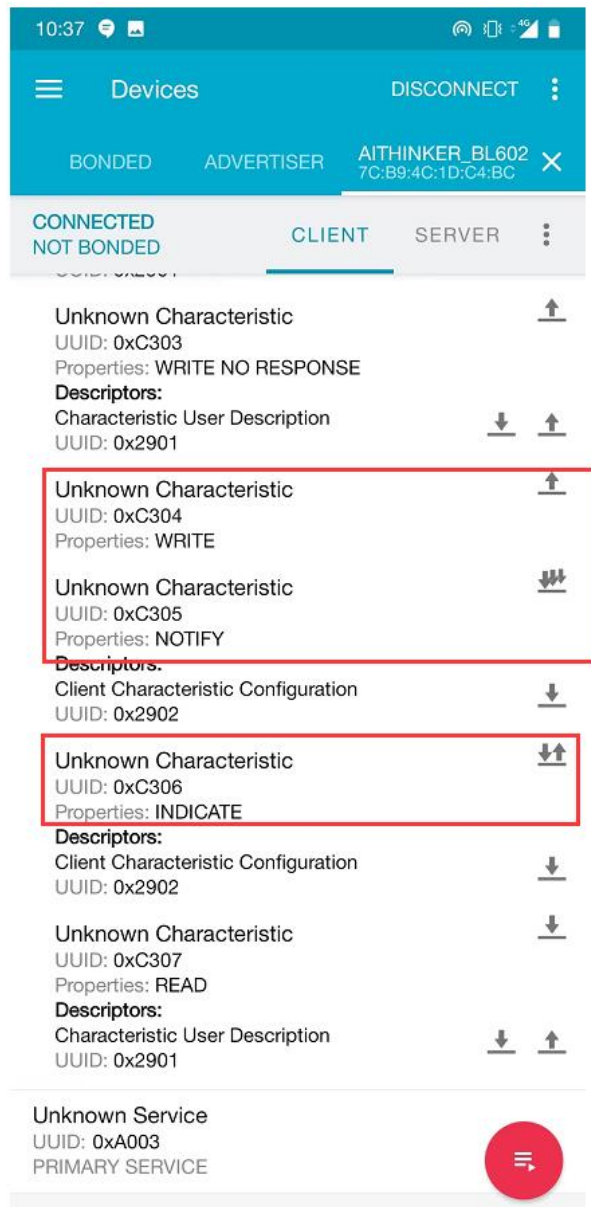 10:37
4G
Devices
DISCONNECT
BONDED
ADVERTISER
AITHINKER_BL602
7C:B9:4C:1D:C4:BC
CONNECTED
NOT BONDED
CLIENT
SERVER
Unknown Characteristic
UUID: 0xC303
Properties: WRITE NO RESPONSE
Descriptors:
Characteristic User Description
UUID: 0x2901
Unknown Characteristic
UUID: 0xC304
Properties: WRITE
Unknown Characteristic
UUID: 0xC305
Properties: NOTIFY
Descriptors:
Client Characteristic Configuration
UUID: 0x2902
Unknown Characteristic
UUID: 0xC306
Properties: INDICATE
Descriptors:
Client Characteristic Configuration
UUID: 0x2902
Unknown Characteristic
UUID: 0xC307
Properties: READ
Descriptors:
Characteristic User Description
UUID: 0x2901
Unknown Service
UUID: 0xA003
PRIMARY SERVICE